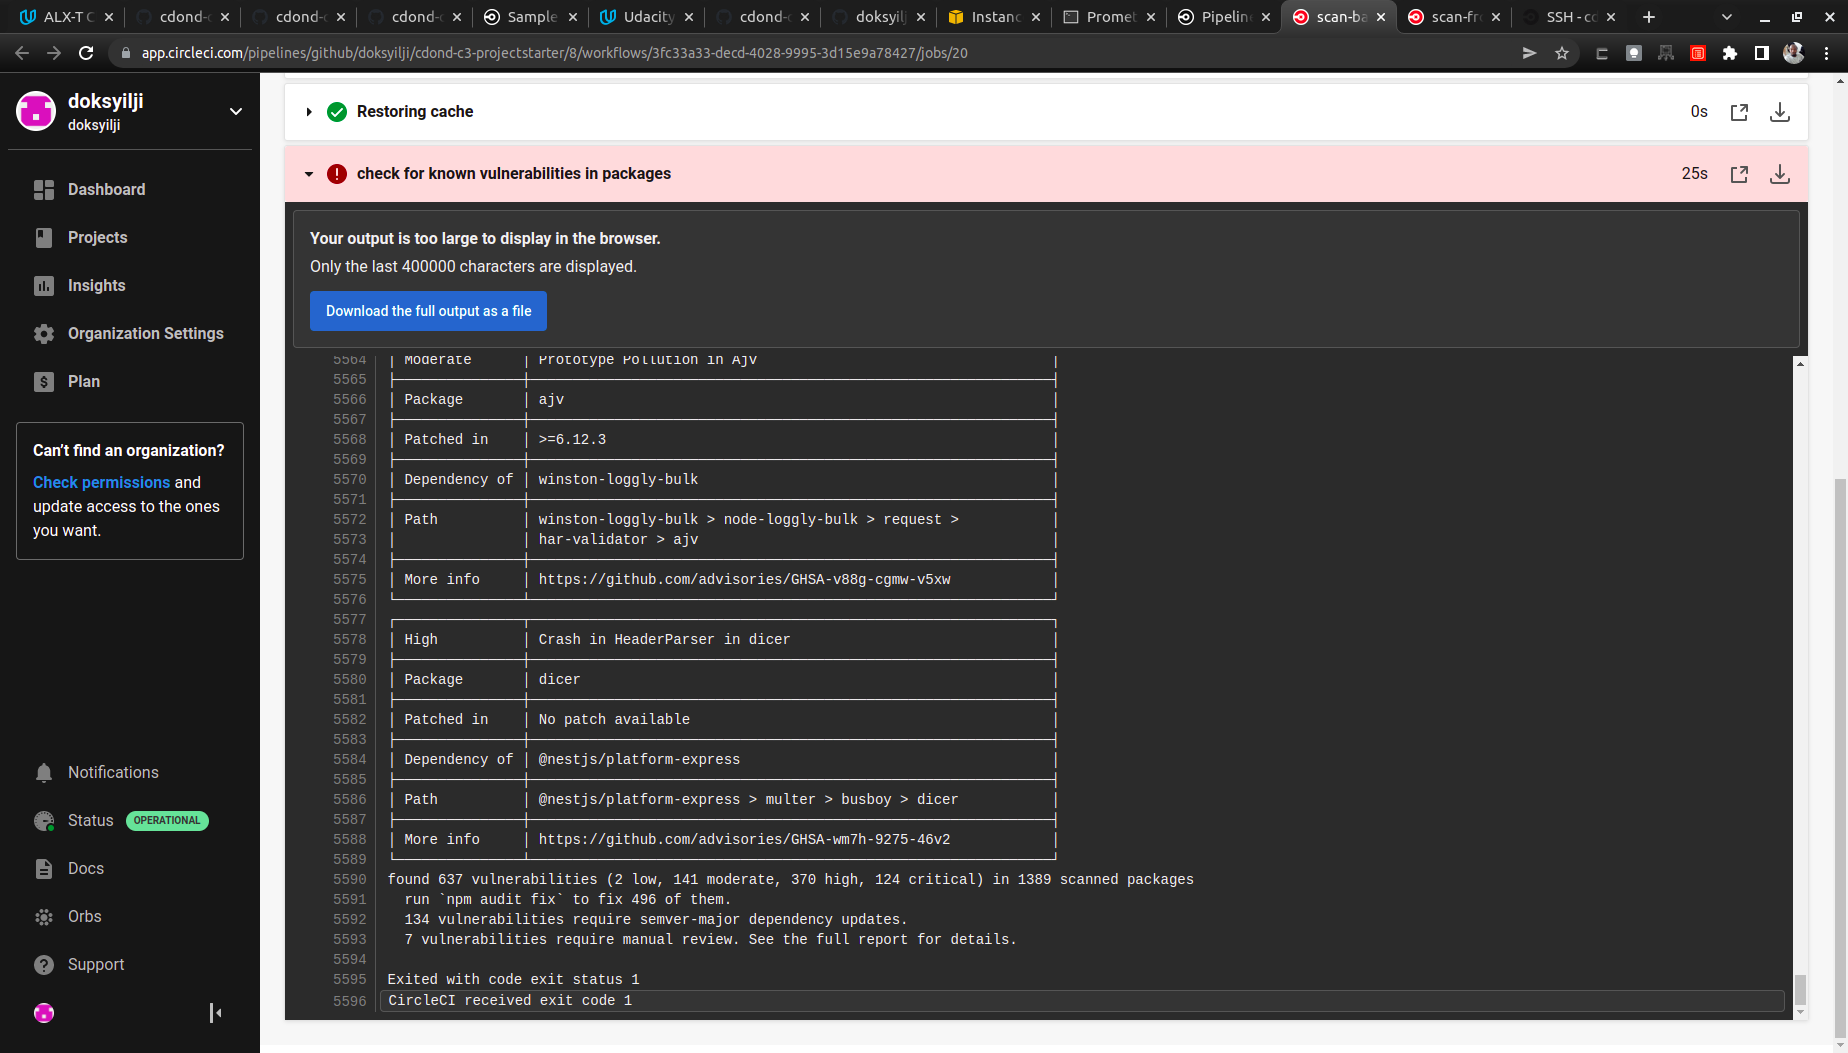 ALX-T C
cdond-c
cdond-c
cdond-c
Sample
Udacity
cdond-c
doksyilj
Instanc
Promet
Pipelin
scan-ba
scan-fr
SSH - cd
app.circleci.com/pipelines/github/doksyilji/cdond-c3-projectstarter/8/workflows/3fc33a33-decd-4028-9995-3d15e9a78427/jobs/20
doksyilji
doksyilji
Dashboard
Projects
Insights
Organization Settings
Plan
Can't find an organization?
Check permissions and
update access to the ones
you want.
Notifications
Status OPERATIONAL
Docs
Orbs
Support
Restoring cache 0s
check for known vulnerabilities in packages 25s
Your output is too large to display in the browser.
Only the last 400000 characters are displayed.
Download the full output as a file
5564 | Moderate | Prototype Pollution in Ajv |
5565
5566 | Package | ajv |
5567
5568 | Patched in | >=6.12.3 |
5569
5570 | Dependency of | winston-loggly-bulk |
5571
5572 | Path | winston-loggly-bulk > node-loggly-bulk > request > |
5573 | | har-validator > ajv |
5574
5575 | More info | https://github.com/advisories/GHSA-v88g-cgmw-v5xw |
5576
5577
5578 | High | Crash in HeaderParser in dicer |
5579
5580 | Package | dicer |
5581
5582 | Patched in | No patch available |
5583
5584 | Dependency of | @nestjs/platform-express |
5585
5586 | Path | @nestjs/platform-express > multer > busboy > dicer |
5587
5588 | More info | https://github.com/advisories/GHSA-wm7h-9275-46v2 |
5589
5590 found 637 vulnerabilities (2 low, 141 moderate, 370 high, 124 critical) in 1389 scanned packages
5591 run `npm audit fix` to fix 496 of them.
5592 134 vulnerabilities require semver-major dependency updates.
5593 7 vulnerabilities require manual review. See the full report for details.
5594
5595 Exited with code exit status 1
5596 CircleCI received exit code 1